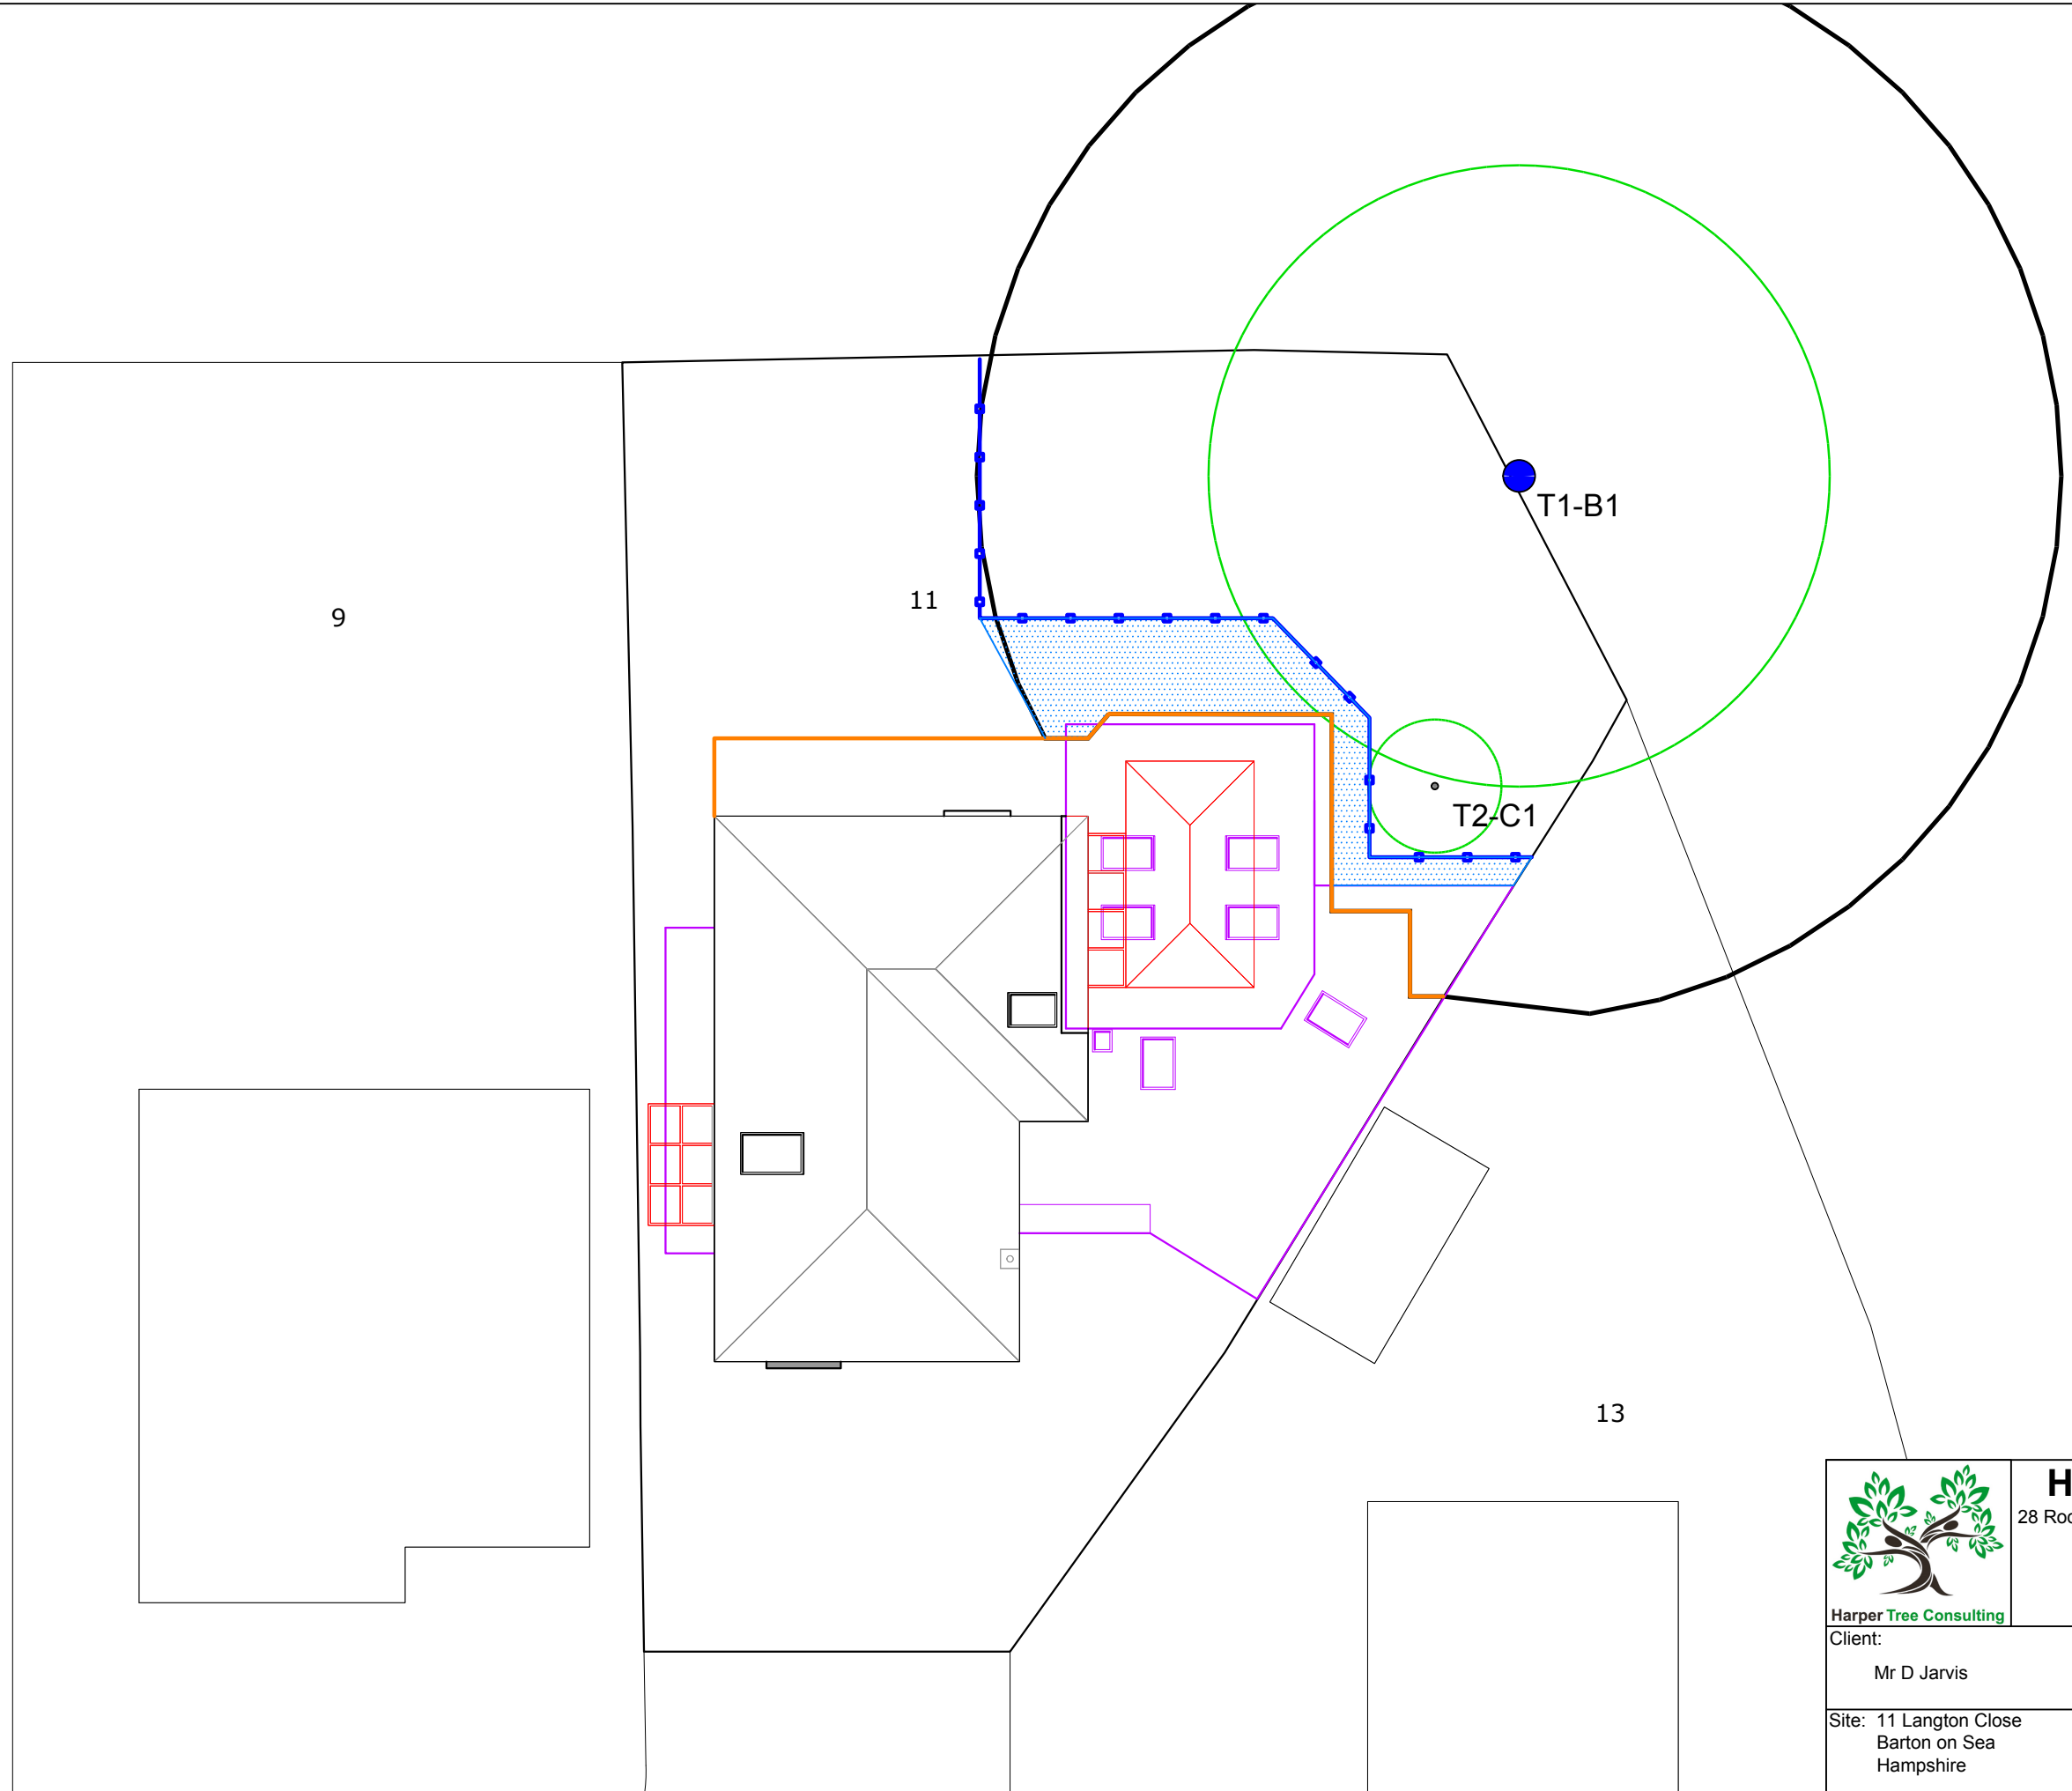 T1-B1
11
9
T2-C1
13
H
28
Harper Tree Consulting
Client:
Mr D Jarvis
Site: 11 Langton Close
Barton on Sea
Hampshire